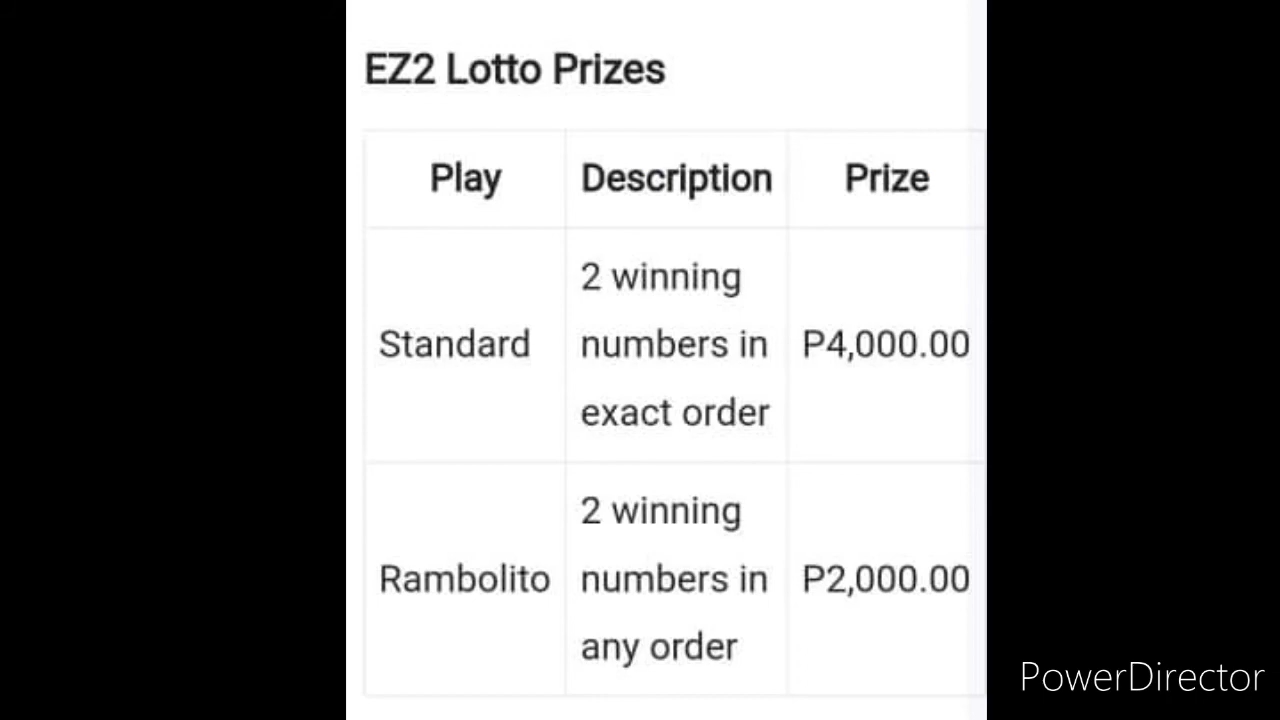 EZ2 Lotto Prizes
Play Description Prize
2 winning
Standard numbers in P4,000.00
exact order
2 winning
Rambolito numbers in P2,000.00
any order
PowerDirector